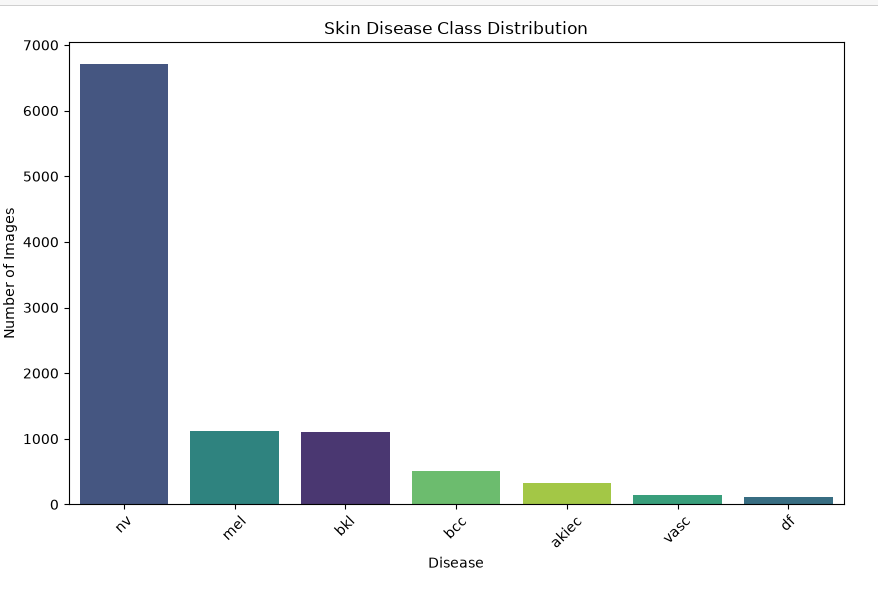 Skin Disease Class Distribution
7000
6000
5000
4000
3000
2000
1000
0
Number of Images
nv
mel
bkl
bcc
akiec
vasc
df
Disease